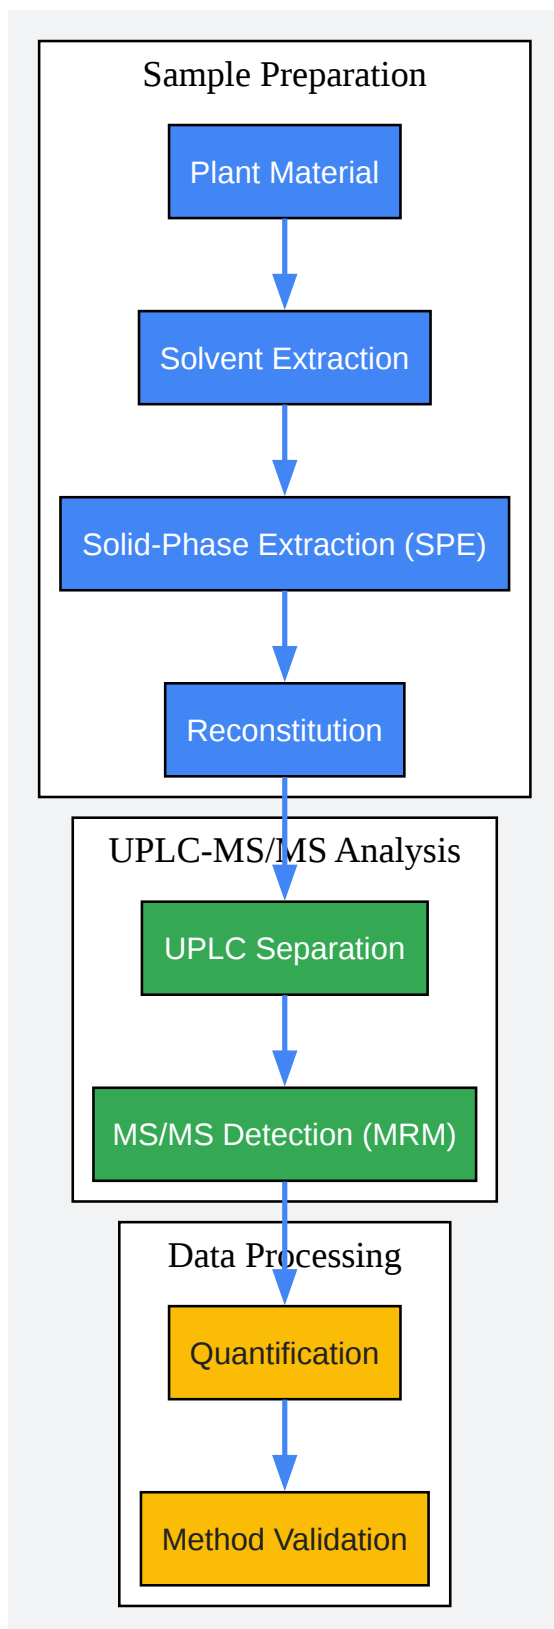 Sample Preparation
Plant Material
Solvent Extraction
Solid-Phase Extraction (SPE)
Reconstitution
UPLC-MS/MS Analysis
UPLC Separation
MS/MS Detection (MRM)
Data Processing
Quantification
Method Validation